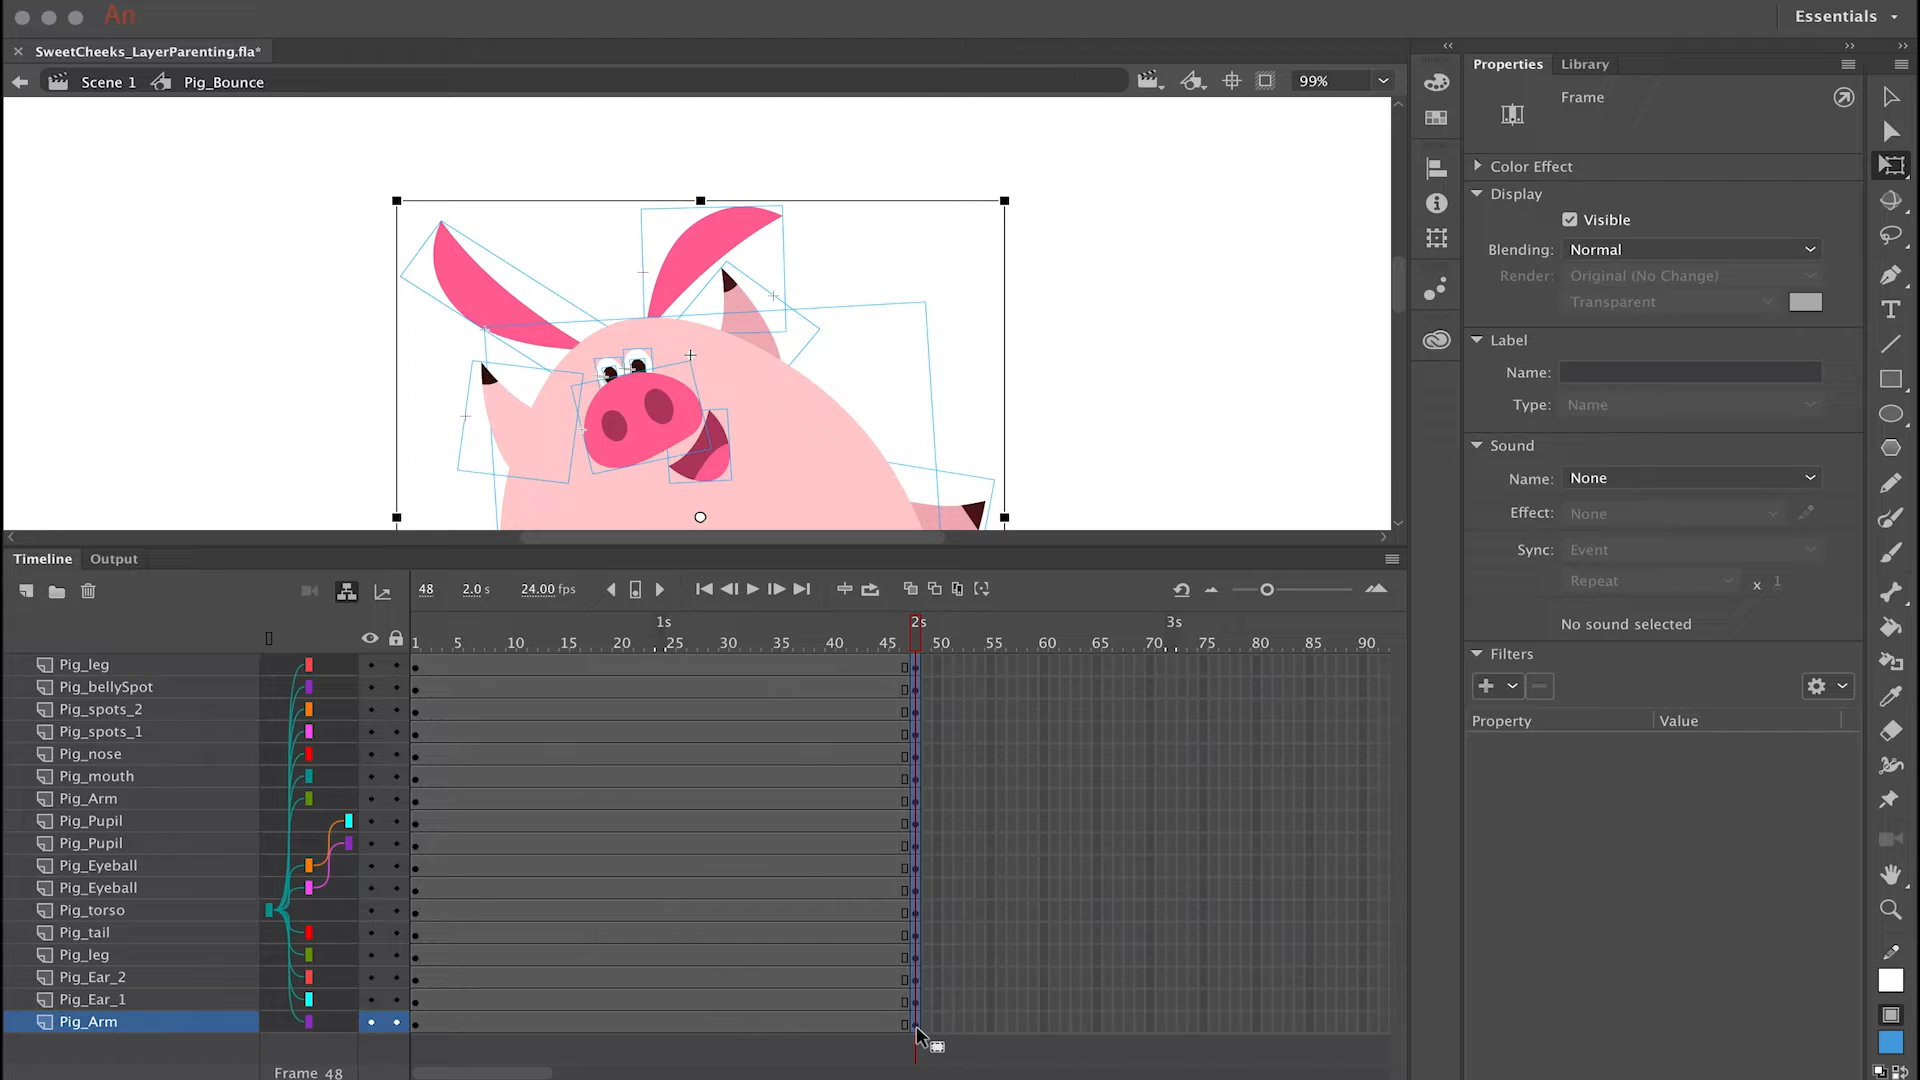 An
Essentials
SweetCheeks_LayerParenting.fla*
Scene 1
Pig_Bounce
99%
Properties
Library
Frame
Color Effect
Display
Visible
Blending:
Normal
Render:
Original (No Change)
Transparent
Label
Name:
Type:
Name
Sound
Name:
None
Effect:
None
Sync:
Event
Repeat
x 1
No sound selected
Filters
Property
Value
Timeline
Output
48
2.0 s
24.00 fps
1s
2s
3s
1 5 10 15 20 25 30 35 40 45 50 55 60 65 70 75 80 85 90
Pig_leg
Pig_bellySpot
Pig_spots_2
Pig_spots_1
Pig_nose
Pig_mouth
Pig_Arm
Pig_Pupil
Pig_Pupil
Pig_Eyeball
Pig_Eyeball
Pig_torso
Pig_tail
Pig_leg
Pig_Ear_2
Pig_Ear_1
Pig_Arm
Frame 48